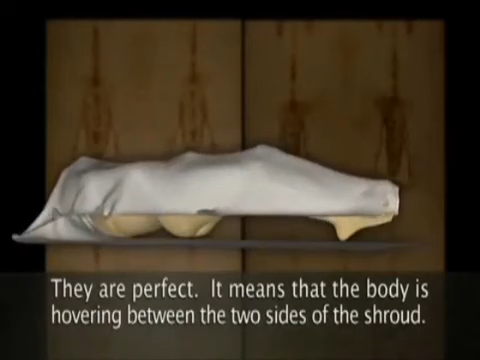 They are perfect.  It means that the body is
hovering between the two sides of the shroud.